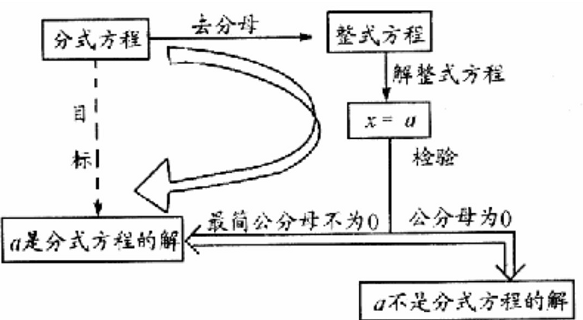 分式方程
去分母
整式方程
解整式方程
目
标
x = a
检验
最简公分母不为0
公分母为0
a是分式方程的解
a不是分式方程的解